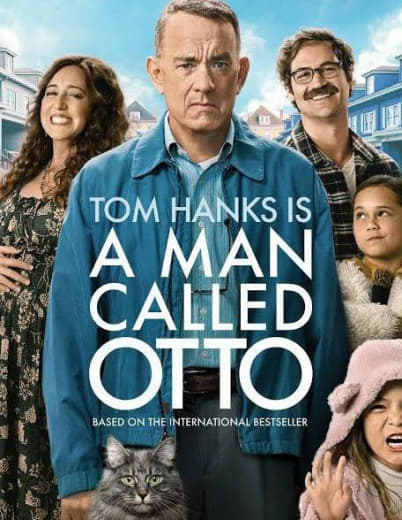 TOM HANKS IS
A MAN
CALLED
OTTO
BASED ON THE INTERNATIONAL BESTSELLER